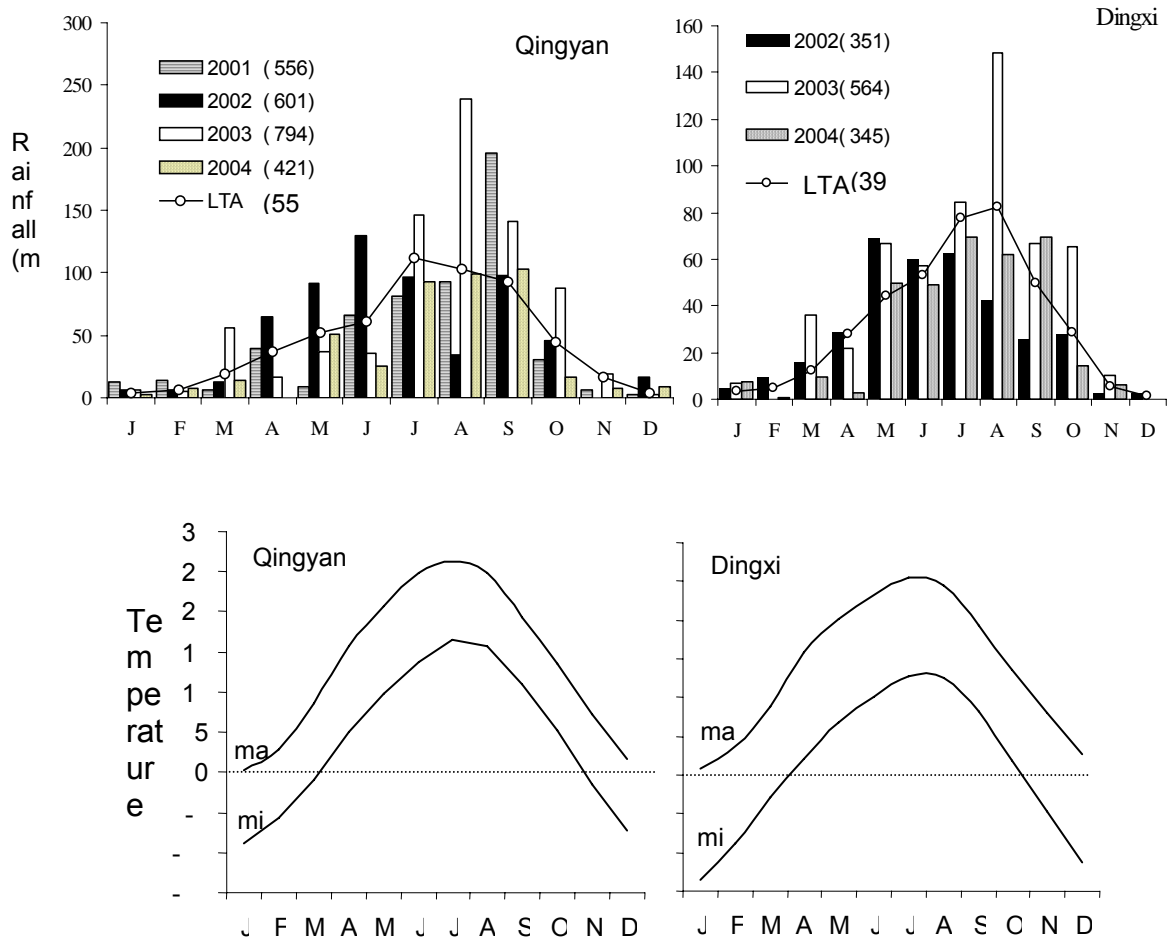 300
250
200
150
100
50
0
R
ai
nf
all
(m
Qingyan
2001 (556)
2002 (601)
2003 (794)
2004 (421)
LTA (55
J F M A M J J A S O N D
Dingxi
160
140
120
100
80
60
40
20
0
2002(351)
2003(564)
2004(345)
LTA(39
J F M A M J J A S O N D
3
2
2
1
1
5
0
-
-
-
Te
m
pe
rat
ur
e
Qingyan
ma
mi
J F M A M J J A S O N D
Dingxi
ma
mi
J F M A M J J A S O N D